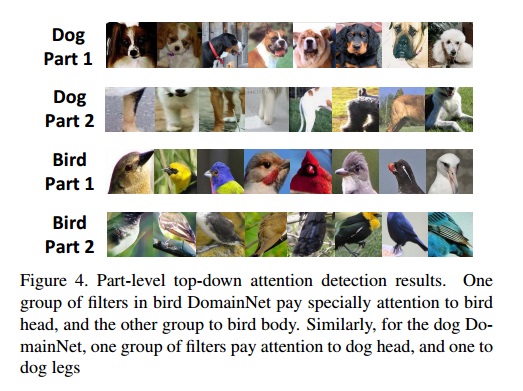 Dog
Part 1
Dog
Part 2
Bird
Part 1
Bird
Part 2
Figure 4. Part-level top-down attention detection results. One
group of filters in bird DomainNet pay specially attention to bird
head, and the other group to bird body. Similarly, for the dog Do-
mainNet, one group of filters pay attention to dog head, and one to
dog legs